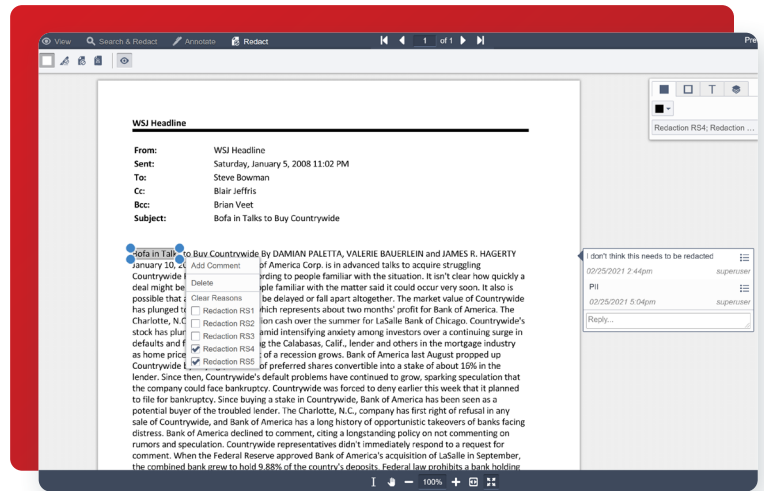 View Search & Redact Annotate Redact 1 of 1 Pre
WSJ Headline
From: WSJ Headline
Sent: Saturday, January 5, 2008 11:02 PM
To: Steve Bowman
Cc: Blair Jeffris
Bcc: Brian Veet
Subject: Bofa in Talks to Buy Countrywide
T
Redaction RS4; Redaction ...
Bofa in Talks to Buy Countrywide By DAMIAN PALETTA, VALERIE BAUERLEIN and JAMES R. HAGERTY
January 10, 20 of America Corp. is in advanced talks to acquire struggling
Countrywide ording to people familiar with the situation. It isn't clear how quickly a
deal might be ople familiar with the matter said it could occur very soon. It also is
possible that be delayed or fall apart altogether. The market value of Countrywide
has plunged t which represents about two months' profit for Bank of America. The
Charlotte, N.C ion cash over the summer for LaSalle Bank of Chicago. Countrywide's
stock has plun amid intensifying anxiety among investors over a continuing surge in
defaults and f g the Calabasas, Calif., lender and others in the mortgage industry
as home price of a recession grows. Bank of America last August propped up
Countrywide of preferred shares convertible into a stake of about 16% in the
lender. Since then, Countrywide's default problems have continued to grow, sparking speculation that
the company could face bankruptcy. Countrywide was forced to deny earlier this week that it planned
to file for bankruptcy. Since buying a stake in Countrywide, Bank of America has been seen as a
potential buyer of the troubled lender. The Charlotte, N.C., company has first right of refusal in any
sale of Countrywide, and Bank of America has a long history of opportunistic takeovers of banks facing
distress. Bank of America declined to comment, citing a longstanding policy on not commenting on
rumors and speculation. Countrywide representatives didn't immediately respond to a request for
comment. When the Federal Reserve approved Bank of America's acquisition of LaSalle in September,
the combined bank grew to hold 9.88% of the country's deposits. Federal law prohibits a bank holding
Add Comment
Delete
Clear Reasons
Redaction RS1
Redaction RS2
Redaction RS3
Redaction RS4
Redaction RS5
I don't think this needs to be redacted
02/25/2021 2:44pm superuser
PII
02/25/2021 5:04pm superuser
Reply...
100%